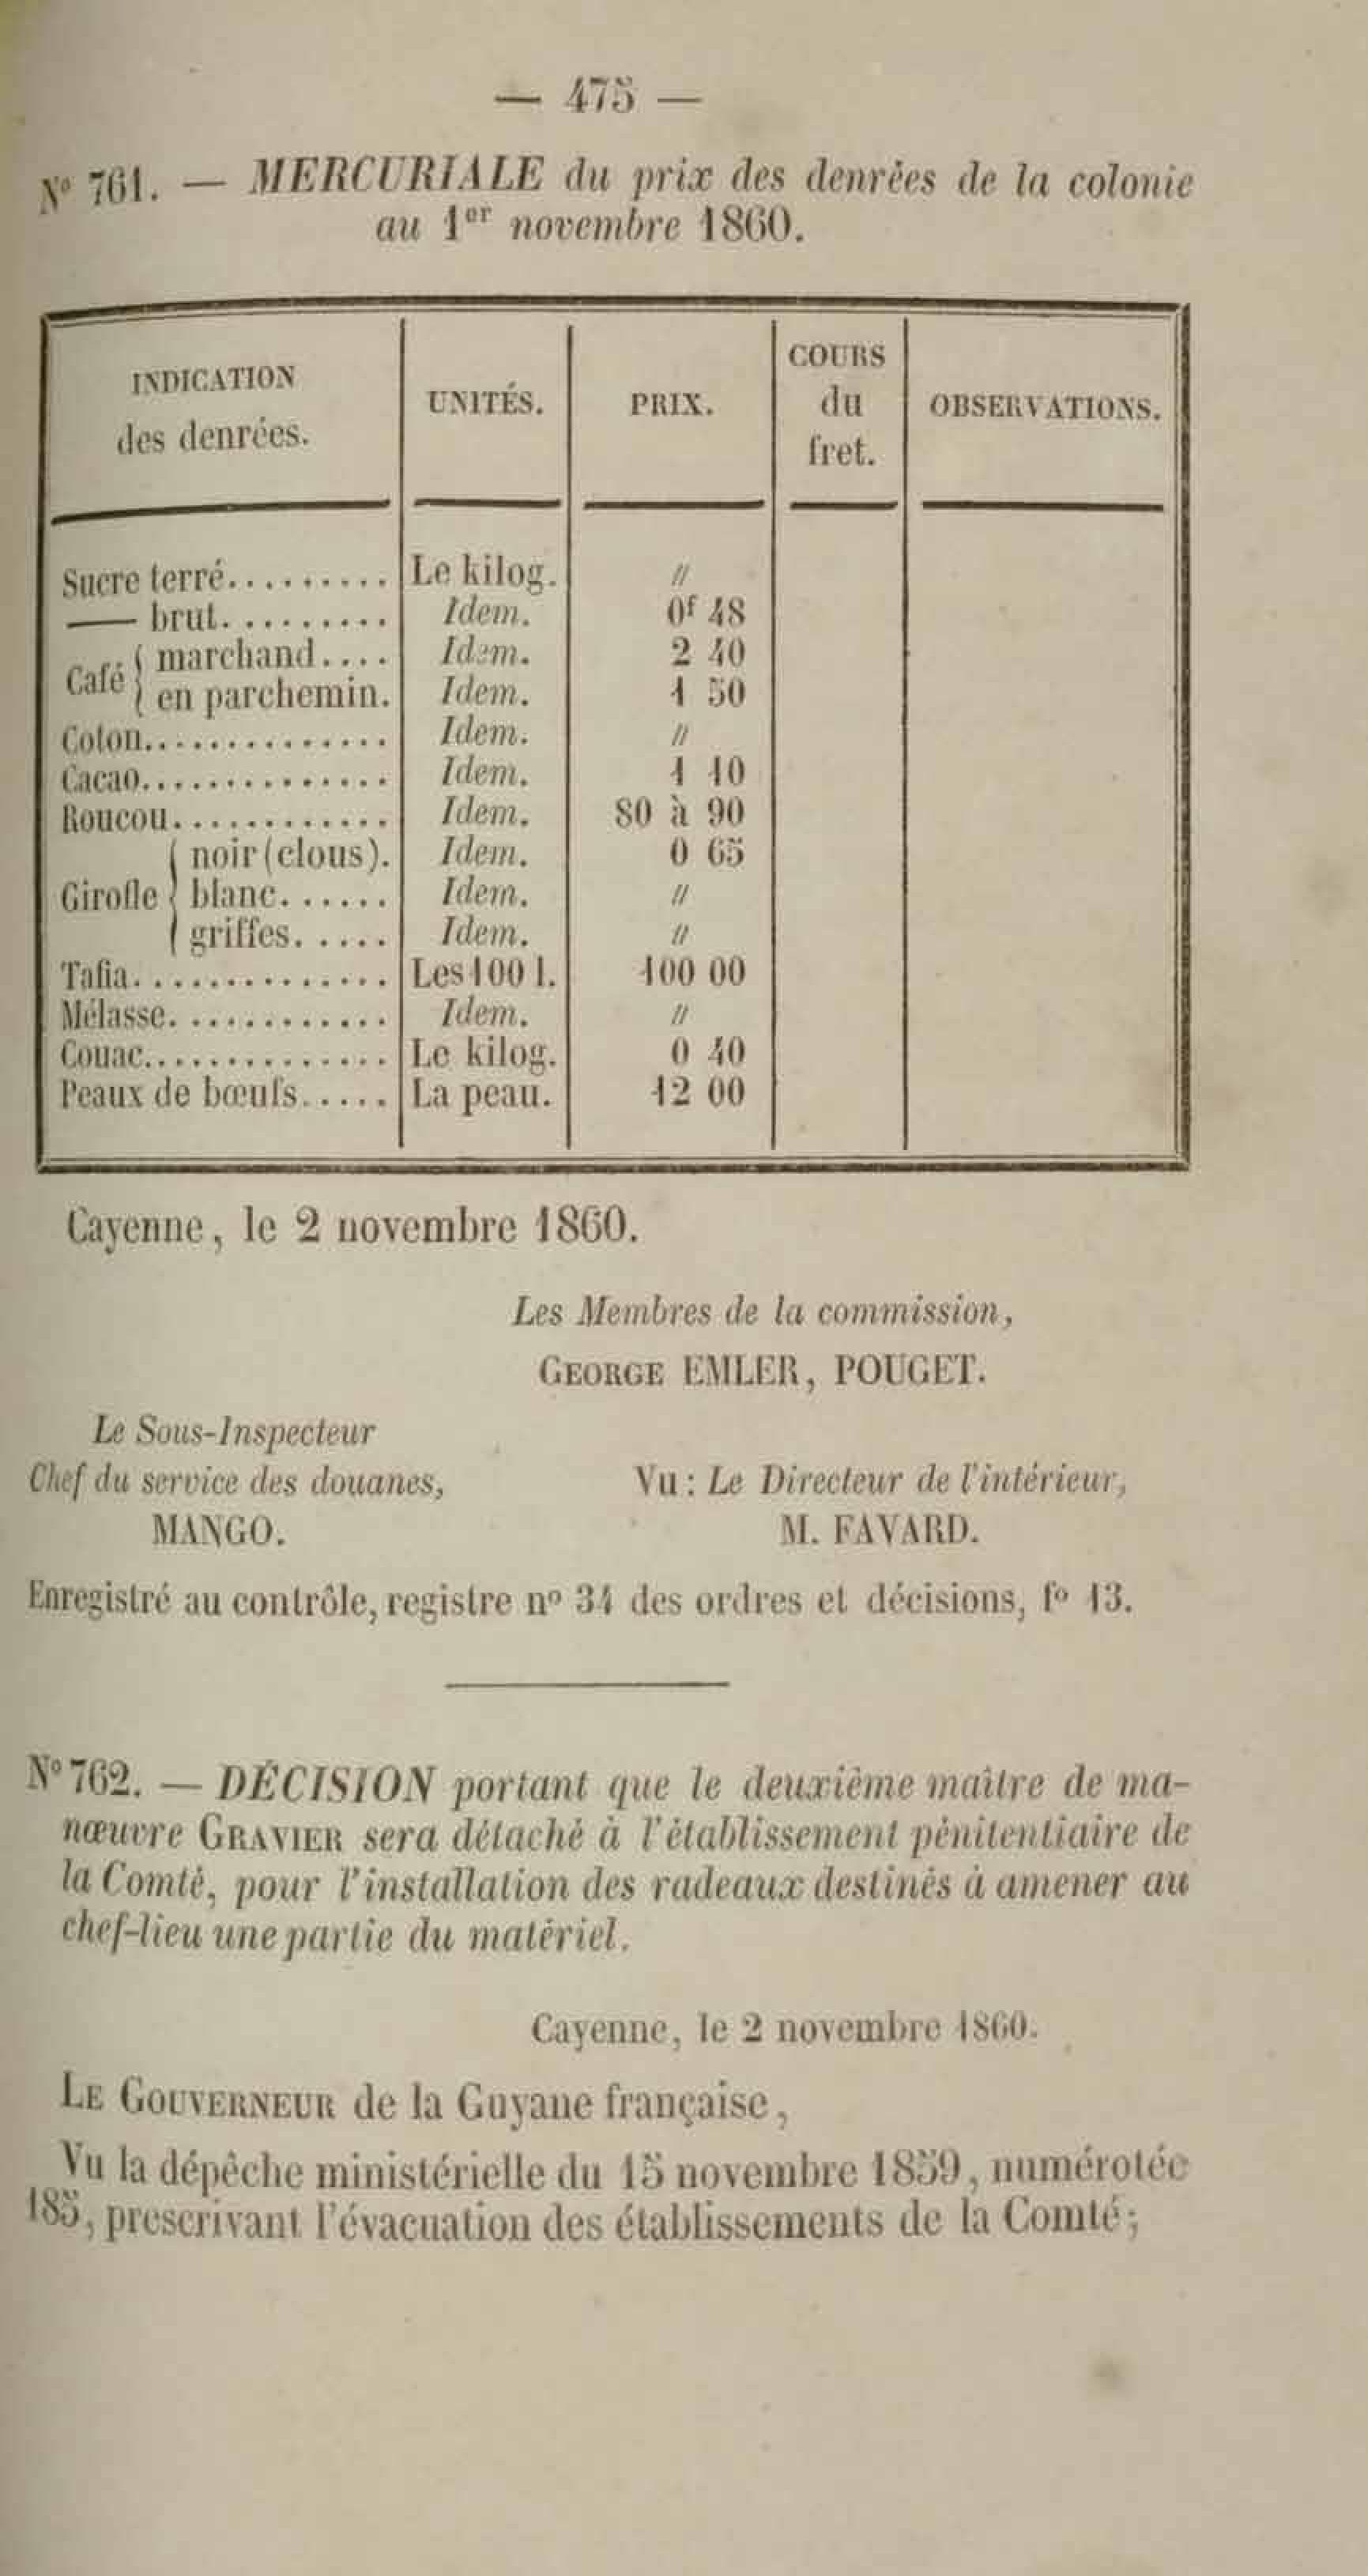 — 475 —
N° 761. — MERCURIALE du prix des denrées de la colonie
au 1er novembre 1860.
INDICATION des denrées. UNITÉS. PRIX. COURS du fret. OBSERVATIONS.
Sucre terré......... Le kilog. "
— brut.......... Idem. 0f 48
Café { marchand.... Idem. 2 40
{ en parchemin. Idem. 1 50
Coton.............. Idem. "
Cacao.............. Idem. 1 10
Roucou............ Idem. 80 à 90
Girofle { noir (clous). Idem. 0 65
{ blanc...... Idem. "
{ griffes..... Idem. "
Tafia.............. Les 100 l. 100 00
Mélasse............ Idem. "
Couac.............. Le kilog. 0 40
Peaux de bœufs..... La peau. 12 00
Cayenne, le 2 novembre 1860.
Les Membres de la commission,
GEORGE EMLER, POUGET.
Le Sous-Inspecteur
Chef du service des douanes,
MANGO.
Vu : Le Directeur de l'intérieur,
M. FAVARD.
Enregistré au contrôle, registre n° 34 des ordres et décisions, f° 13.
N° 762. — DÉCISION portant que le deuxième maître de ma-
nœuvre GRAVIER sera détaché à l'établissement pénitentiaire de
la Comté, pour l'installation des radeaux destinés à amener au
chef-lieu une partie du matériel.
Cayenne, le 2 novembre 1860.
LE GOUVERNEUR de la Guyane française,
Vu la dépêche ministérielle du 15 novembre 1859, numérotée
185, prescrivant l'évacuation des établissements de la Comté;